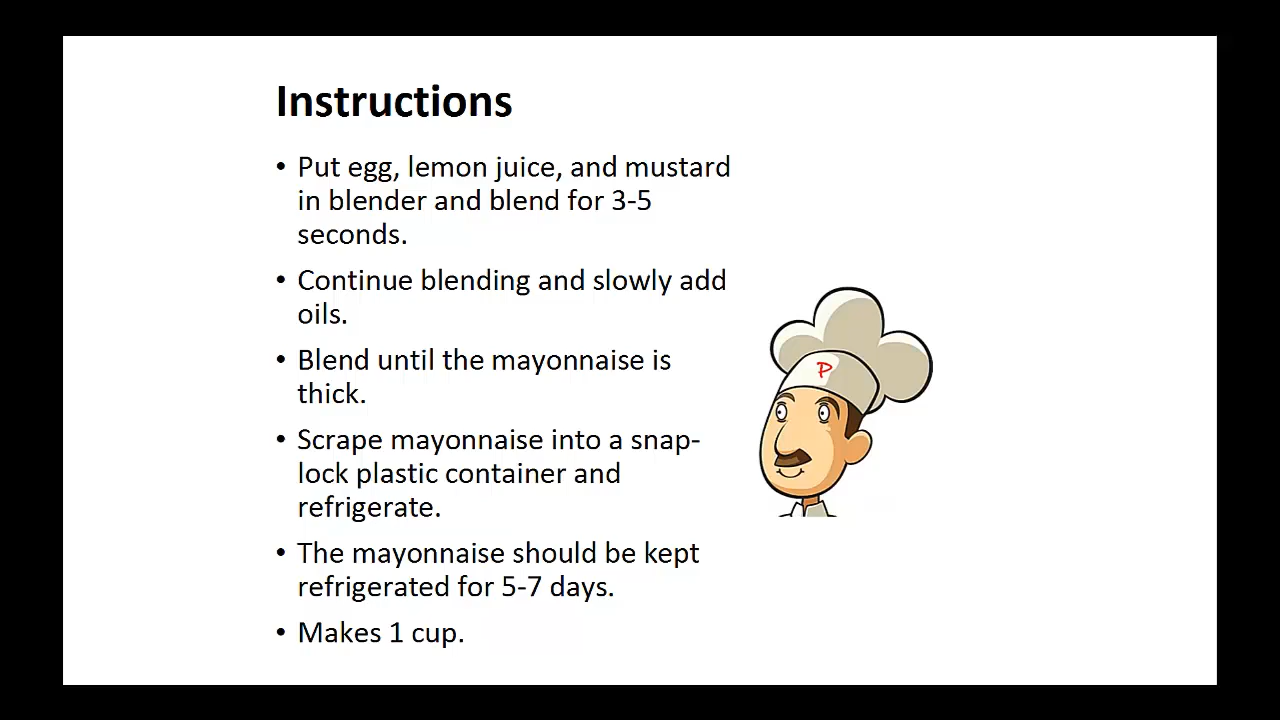 Instructions
• Put egg, lemon juice, and mustard
in blender and blend for 3-5
seconds.
• Continue blending and slowly add
oils.
• Blend until the mayonnaise is
thick.
• Scrape mayonnaise into a snap-
lock plastic container and
refrigerate.
• The mayonnaise should be kept
refrigerated for 5-7 days.
• Makes 1 cup.
P